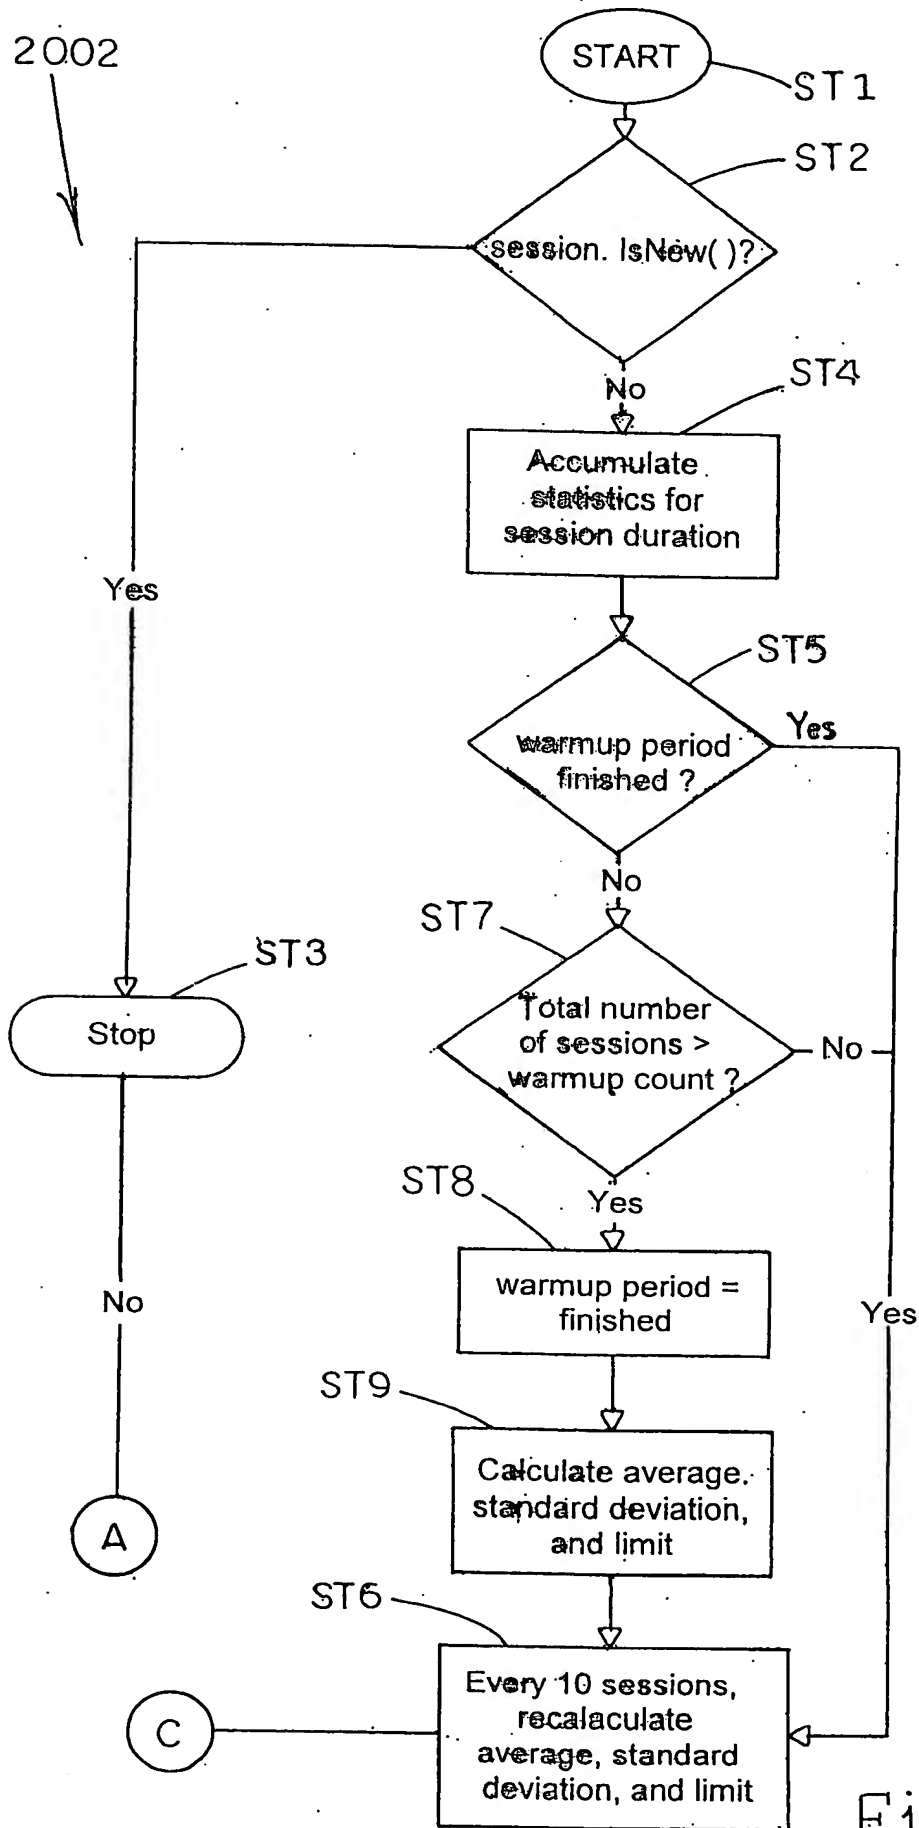 2002
START
ST1
ST2
session. IsNew( )?
No
ST4
Accumulate
statistics for
session duration
Yes
ST5
Yes
warmup period
finished ?
No
ST7
ST3
Total number
of sessions >
warmup count ?
No
Stop
ST8
Yes
warmup period =
finished
No
Yes
ST9
Calculate average.
standard deviation,
and limit
A
ST6
Every 10 sessions,
recalaculate
average, standard
deviation, and limit
C